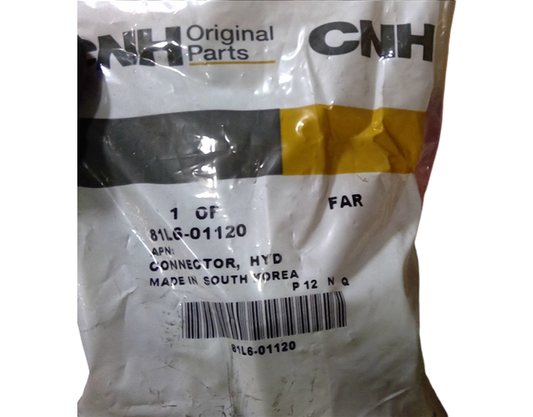 CNH Original Parts CNH
1 OF
FAR
81L6-01120
APN:
CONNECTOR, HYD
MADE IN SOUTH KOREA
P 12 N Q
81L6-01120